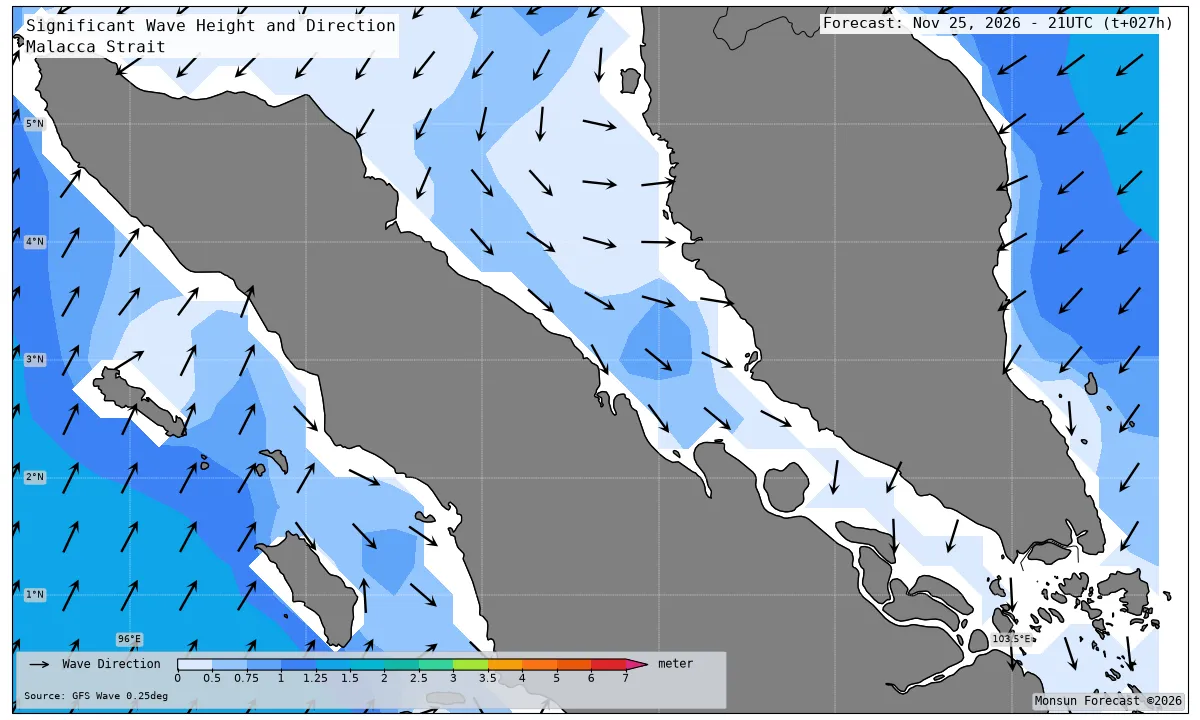 Significant Wave Height and Direction
Malacca Strait
Forecast: Nov 25, 2026 - 21UTC (t+027h)
5°N
4°N
3°N
2°N
1°N
96°E
103.5°E
Wave Direction
meter
0 0.5 0.75 1 1.25 1.5 2 2.5 3 3.5 4 5 6 7
Source: GFS Wave 0.25deg
Monsun Forecast ©2026